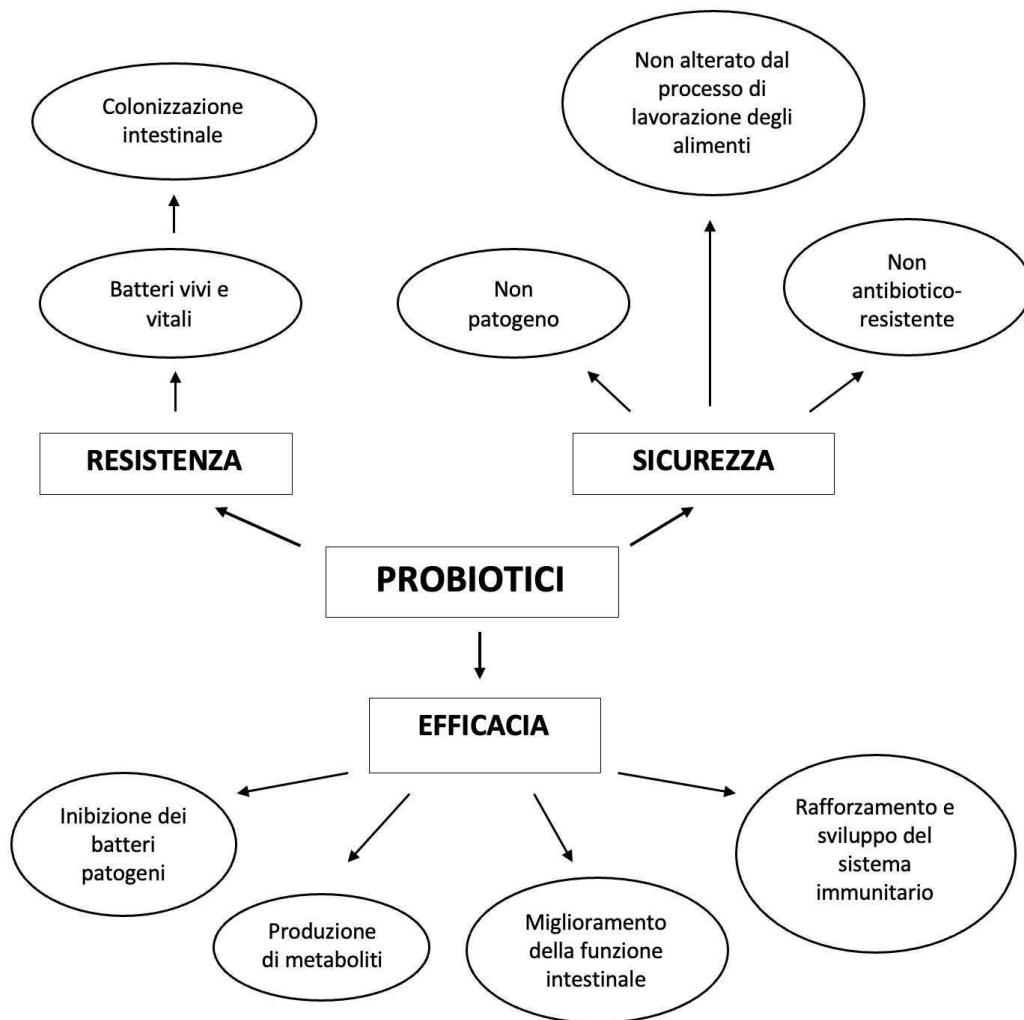 Non alterato dal
processo di
lavorazione degli
alimenti
Colonizzazione
intestinale
Batteri vivi e
vitali
Non
patogeno
Non
antibiotico-
resistente
RESISTENZA
SICUREZZA
PROBIOTICI
EFFICACIA
Inibizione dei
batteri
patogeni
Produzione
di metaboliti
Miglioramento
della funzione
intestinale
Rafforzamento e
sviluppo del
sistema
immunitario